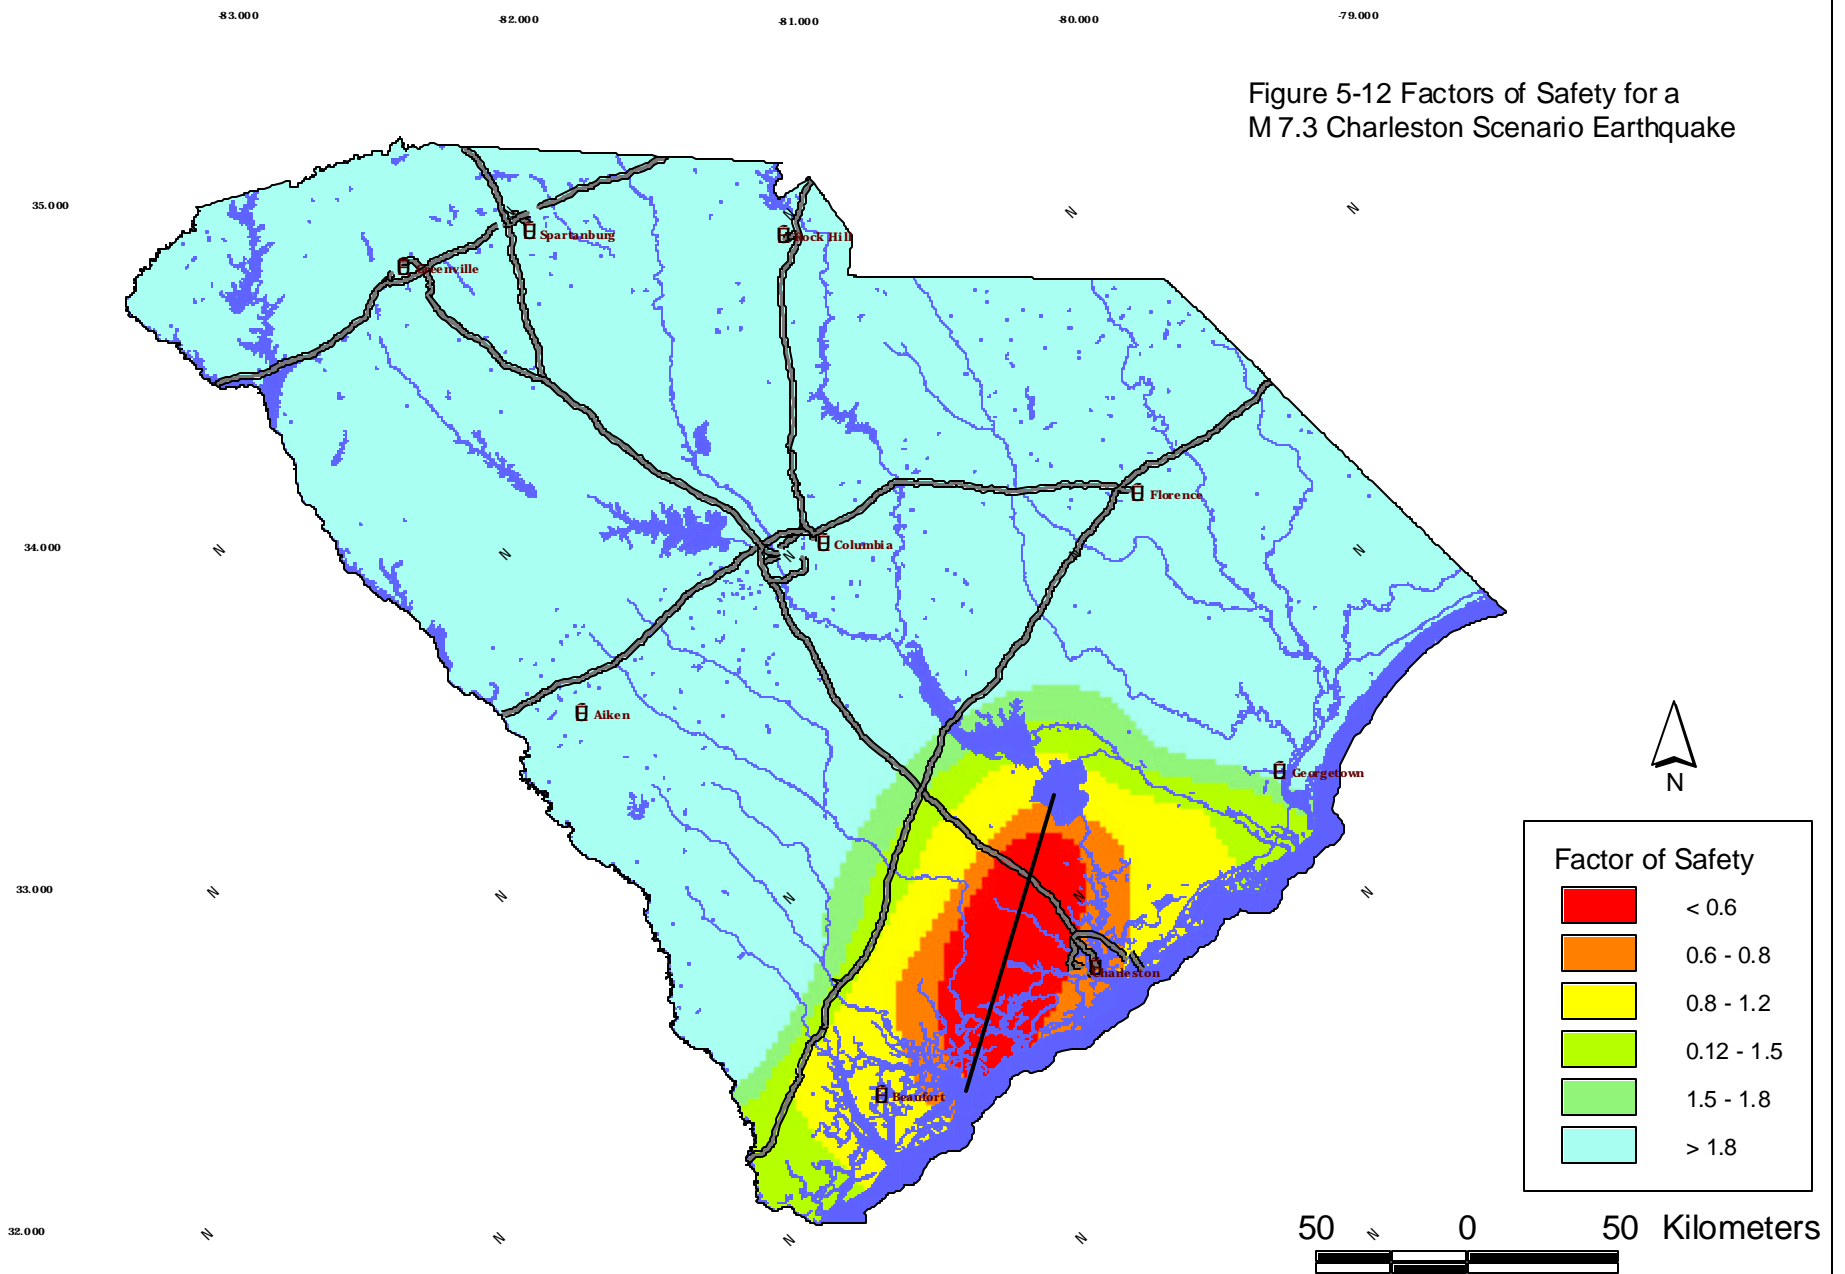 -83.000
-82.000
-81.000
-80.000
-79.000
Figure 5-12 Factors of Safety for a
M 7.3 Charleston Scenario Earthquake
35.000
N
N
Spartanburg
Rock Hill
Greenville
Florence
34.000
N
N
Columbia
N
N
N
Aiken
Georgetown
N
33.000
N
N
N
N
N
Charleston
Beaufort
Factor of Safety
< 0.6
0.6 - 0.8
0.8 - 1.2
0.12 - 1.5
1.5 - 1.8
> 1.8
32.000
N
N
N
N
N
50 0 50 Kilometers